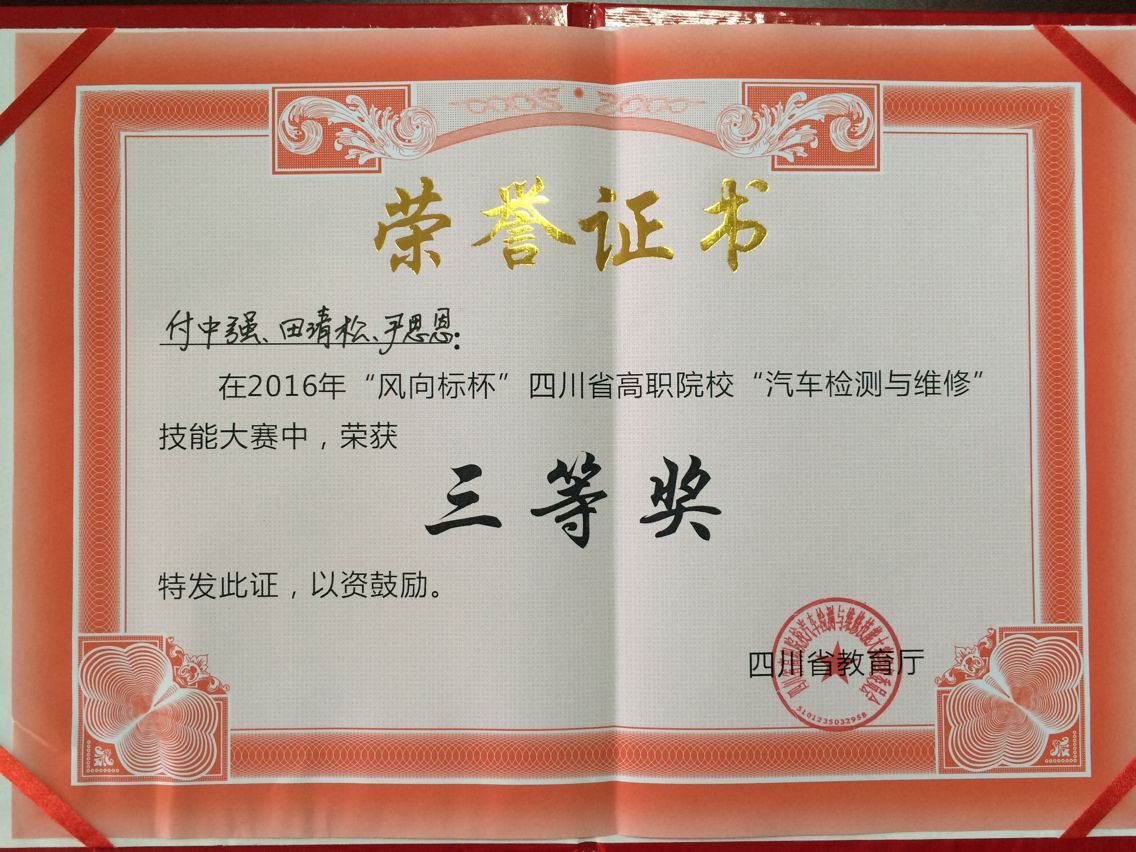 荣誉证书
付中强、田靖松、尹思恩:
在2016年“风向标杯”四川省高职院校“汽车检测与维修”
技能大赛中，荣获
三等奖
特发此证，以资鼓励。
四川省教育厅
5101235032958